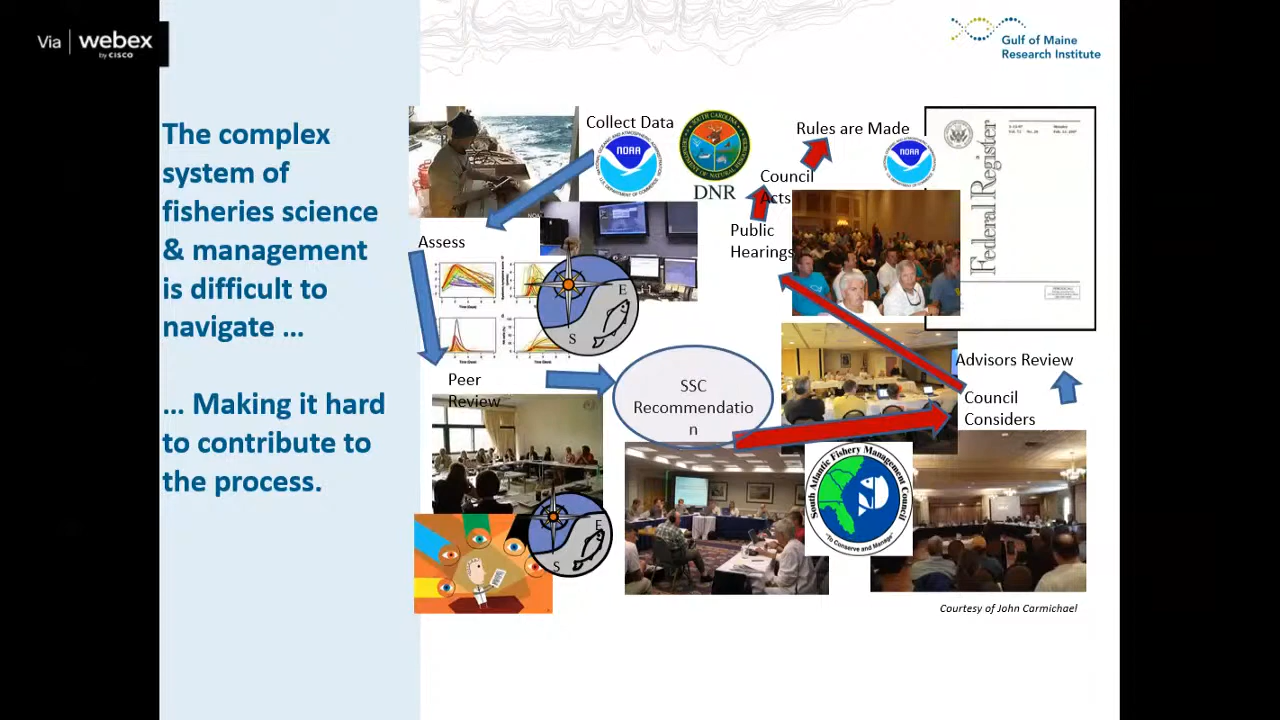 Via | webex
by CISCO
Gulf of Maine
Research Institute
The complex
system of
fisheries science
& management
is difficult to
navigate ...
... Making it hard
to contribute to
the process.
Collect Data
NOAA
DNR
Rules are Made
NOAA
Federal Register
Council
Acts
Public
Hearings
Assess
E
S
Peer
Review
SSC
Recommendatio
n
Advisors Review
Council
Considers
South Atlantic Fishery Management Council
"To Conserve and Manage"
E
S
Courtesy of John Carmichael